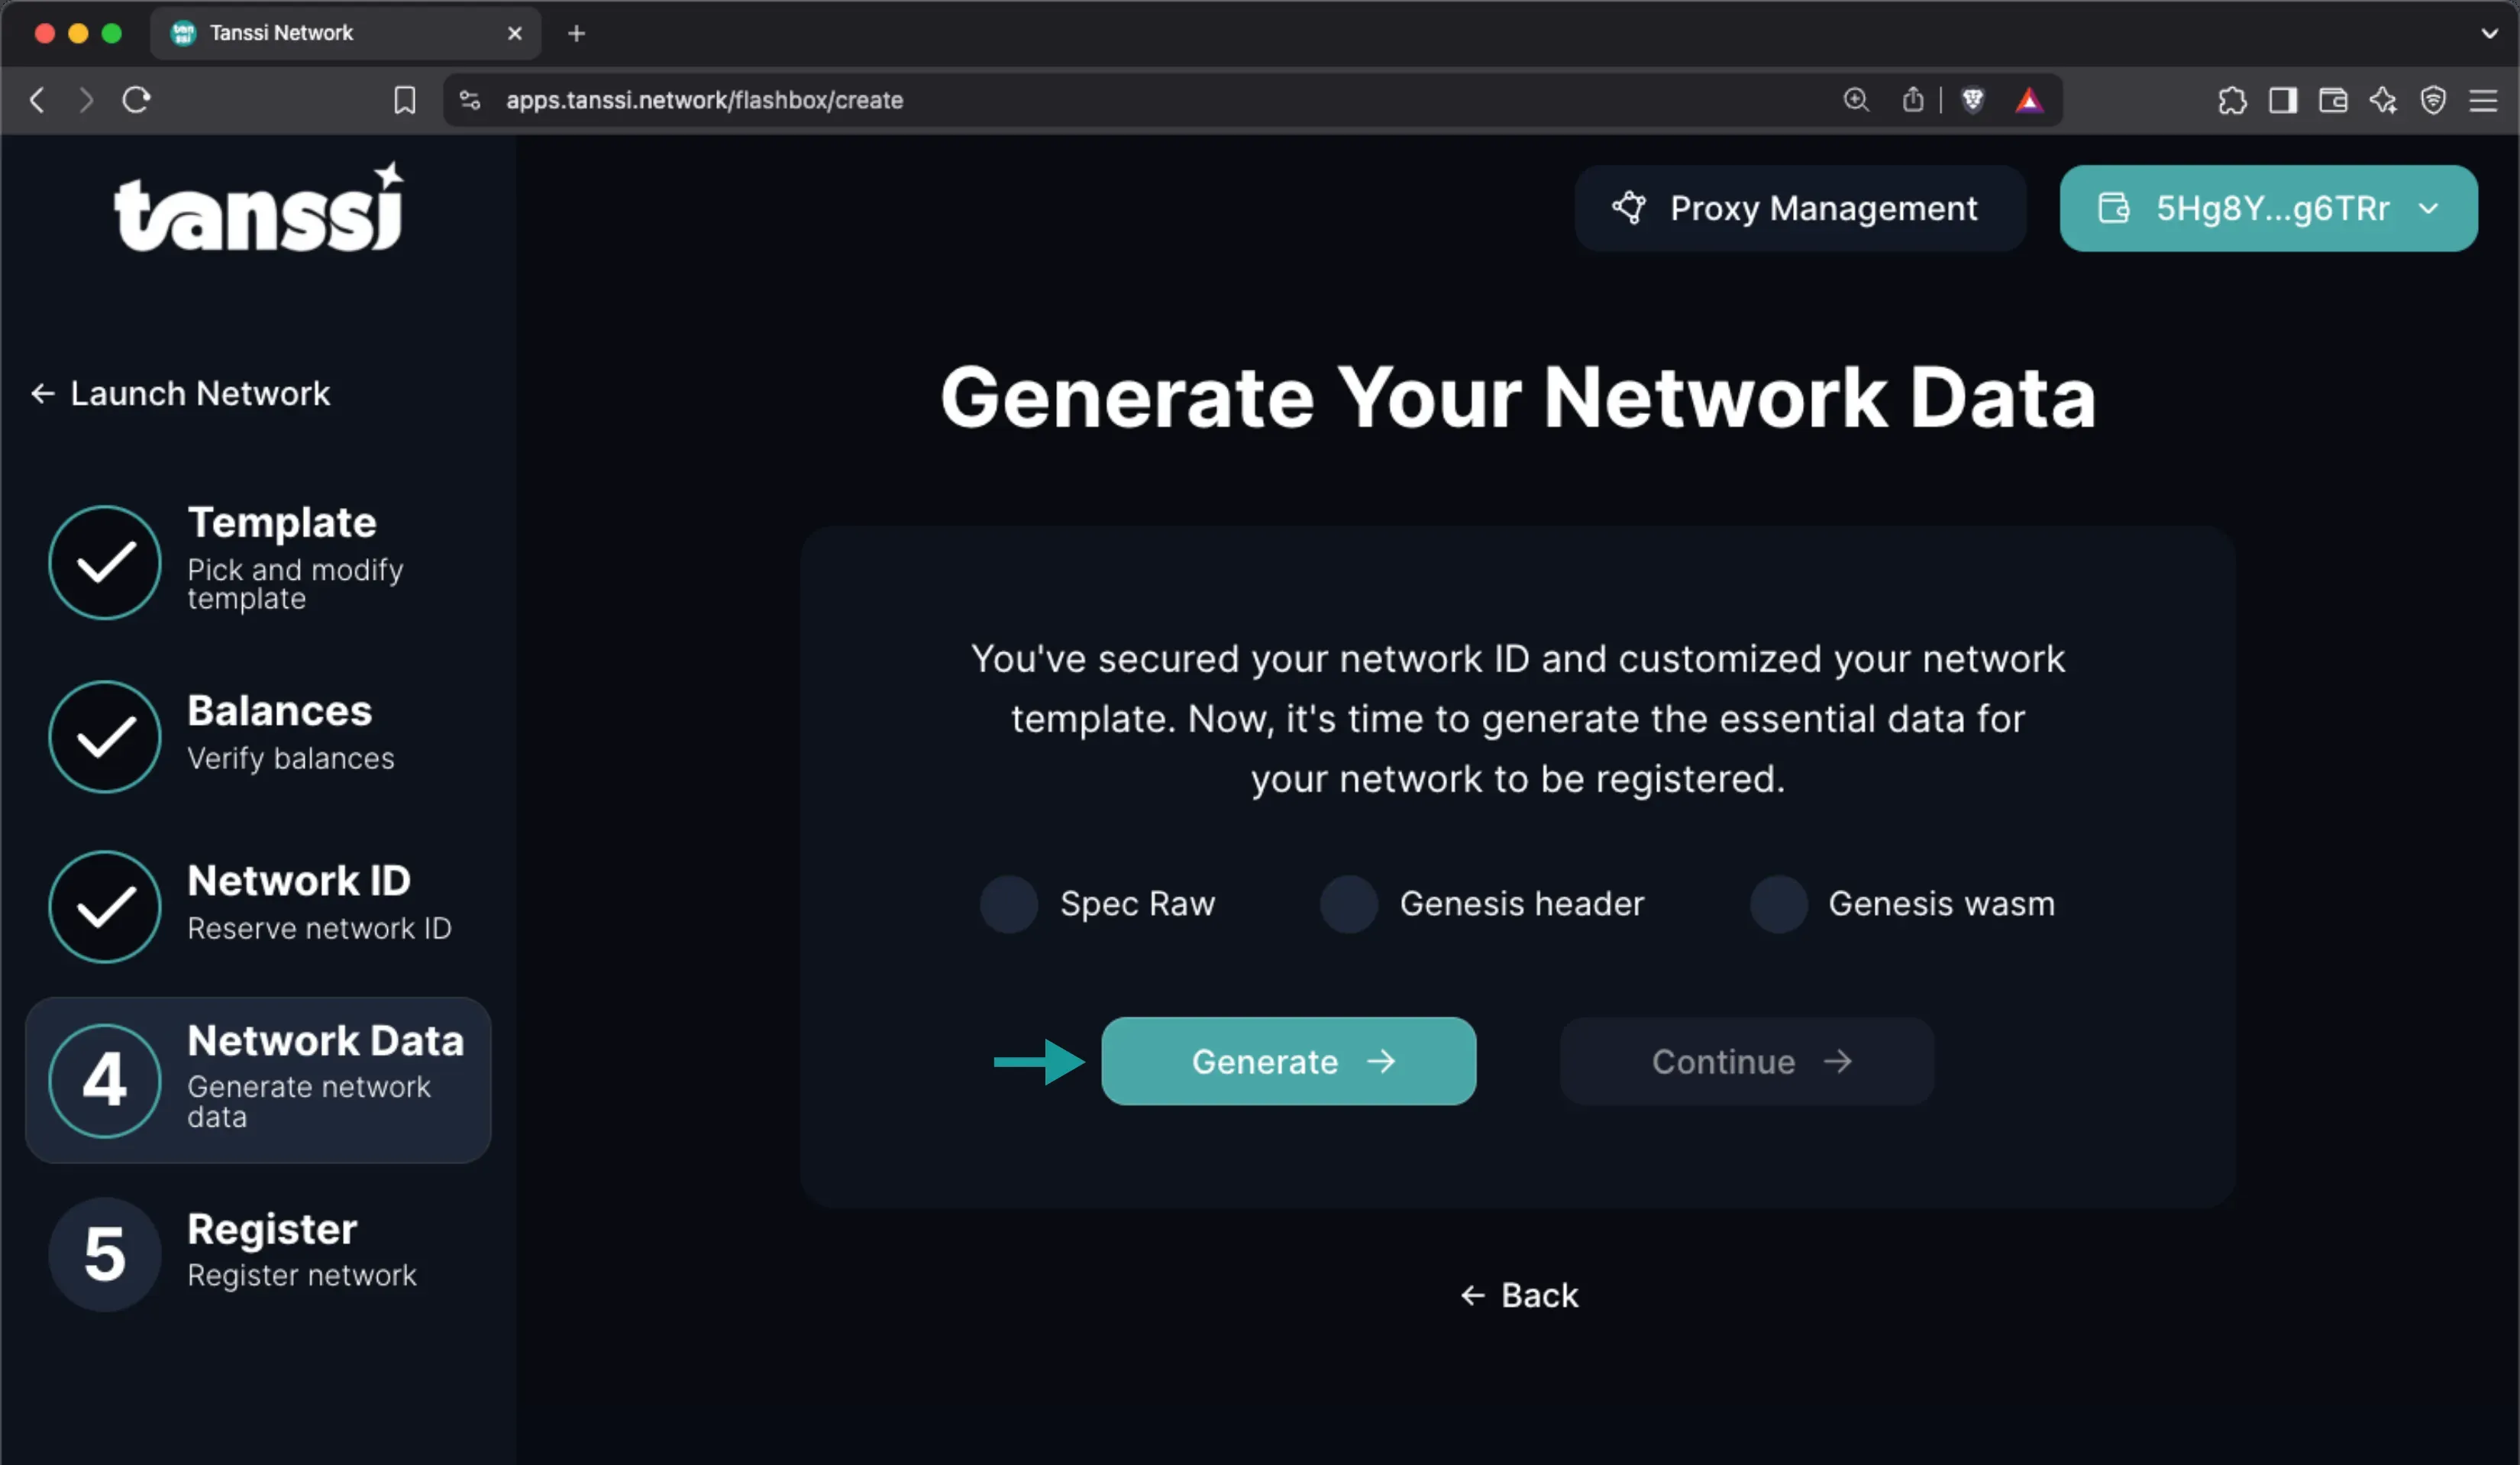 Tanssi Network
apps.tanssi.network/flashbox/create
tanssi
Proxy Management
5Hg8Y...g6TRr
Launch Network
Template
Pick and modify
template
Balances
Verify balances
Network ID
Reserve network ID
4
Network Data
Generate network
data
5
Register
Register network
Generate Your Network Data
You've secured your network ID and customized your network
template. Now, it's time to generate the essential data for
your network to be registered.
Spec Raw
Genesis header
Genesis wasm
Generate
Continue
Back